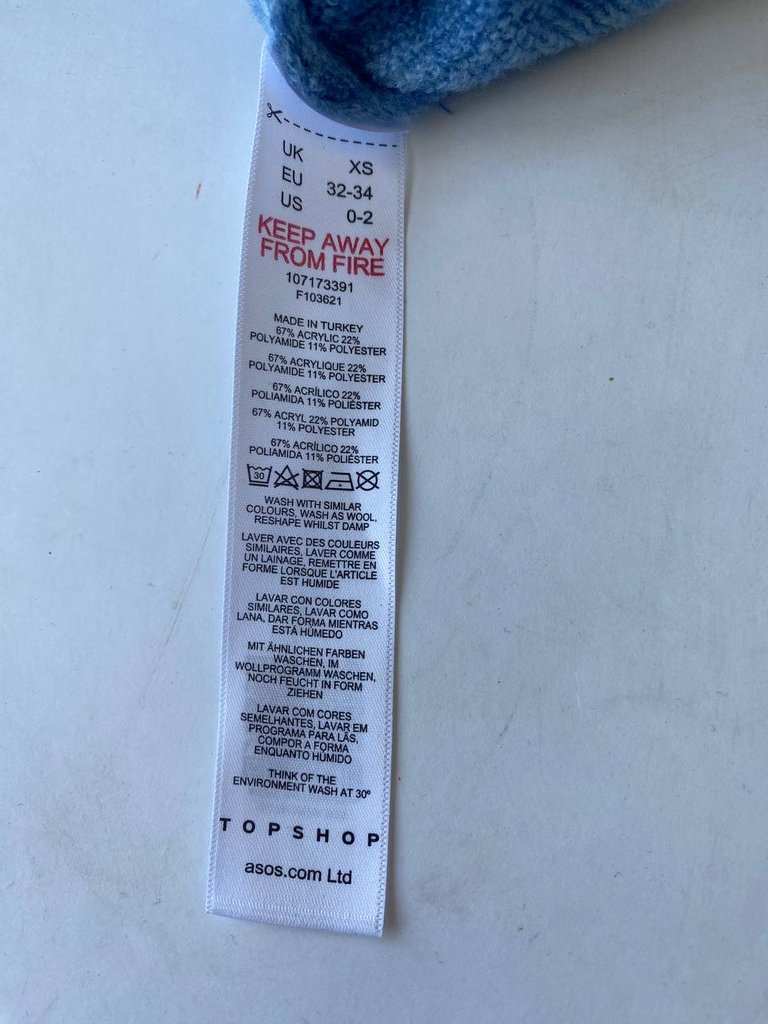 UK XS
EU 32-34
US 0-2
KEEP AWAY
FROM FIRE
107173391
F103621
MADE IN TURKEY
67% ACRYLIC 22%
POLYAMIDE 11% POLYESTER
67% ACRYLIQUE 22%
POLYAMIDE 11% POLYESTER
67% ACRÍLICO 22%
POLIAMIDA 11% POLIÉSTER
67% ACRYL 22% POLYAMID
11% POLYESTER
67% ACRÍLICO 22%
POLIAMIDA 11% POLIÉSTER
30
WASH WITH SIMILAR
COLOURS, WASH AS WOOL,
RESHAPE WHILST DAMP
LAVER AVEC DES COULEURS
SIMILAIRES, LAVER COMME
UN LAINAGE, REMETTRE EN
FORME LORSQUE L'ARTICLE
EST HUMIDE
LAVAR CON COLORES
SIMILARES, LAVAR COMO
LANA, DAR FORMA MIENTRAS
ESTÁ HÚMEDO
MIT ÄHNLICHEN FARBEN
WASCHEN, IM
WOLLPROGRAMM WASCHEN,
NOCH FEUCHT IN FORM
ZIEHEN
LAVAR COM CORES
SEMELHANTES, LAVAR EM
PROGRAMA PARA LÃS,
COMPOR A FORMA
ENQUANTO HÚMIDO
THINK OF THE
ENVIRONMENT WASH AT 30º
TOPSHOP
asos.com Ltd